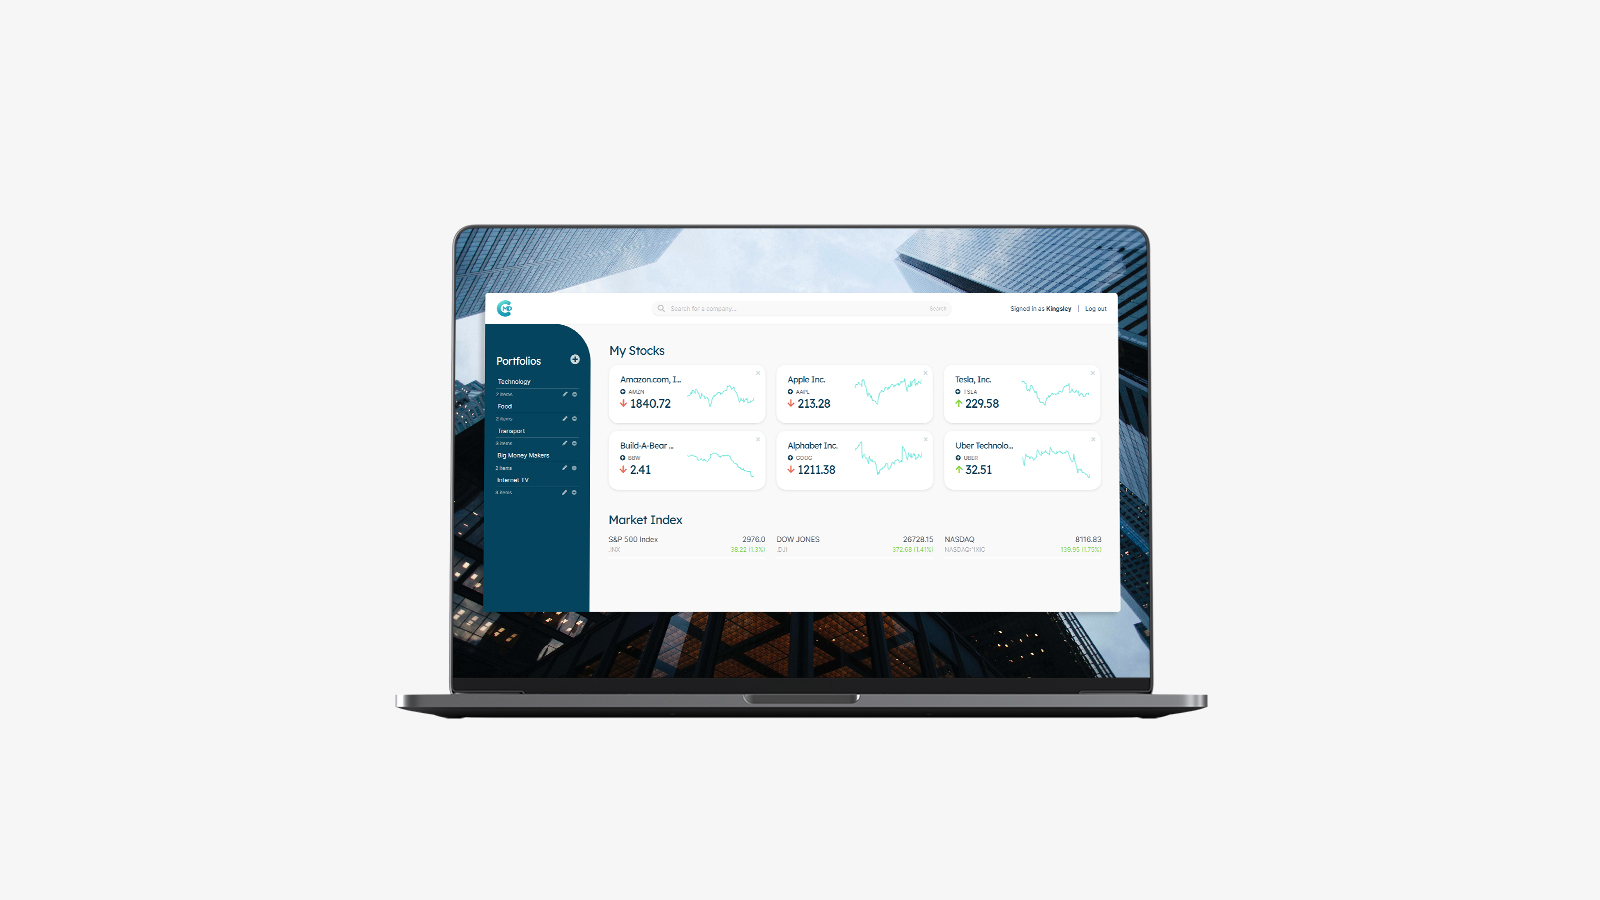 CMD
Search for a company...
Search
Signed in as Kingsley | Log out
Portfolios
Technology
2 items
Food
2 items
Transport
3 items
Big Money Makers
2 items
Internet TV
4 items
My Stocks
Amazon.com, I...
AMZN
1840.72
Apple Inc.
AAPL
213.28
Tesla, Inc.
TSLA
229.58
Build-A-Bear ...
BBW
2.41
Alphabet Inc.
GOOG
1211.38
Uber Technolo...
UBER
32.51
Market Index
S&P 500 Index 2976.0
.INX 38.22 (1.3%)
DOW JONES 26728.15
.DJI 372.68 (1.41%)
NASDAQ 8116.83
139.95 (1.75%)